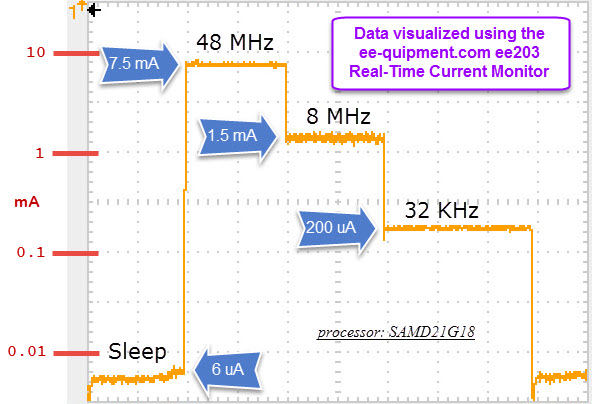 Data visualized using the
ee-quipment.com ee203
Real-Time Current Monitor
48 MHz
10
7.5 mA
8 MHz
1.5 mA
1
mA
32 KHz
200 uA
0.1
processor: SAMD21G18
0.01
Sleep
6 uA